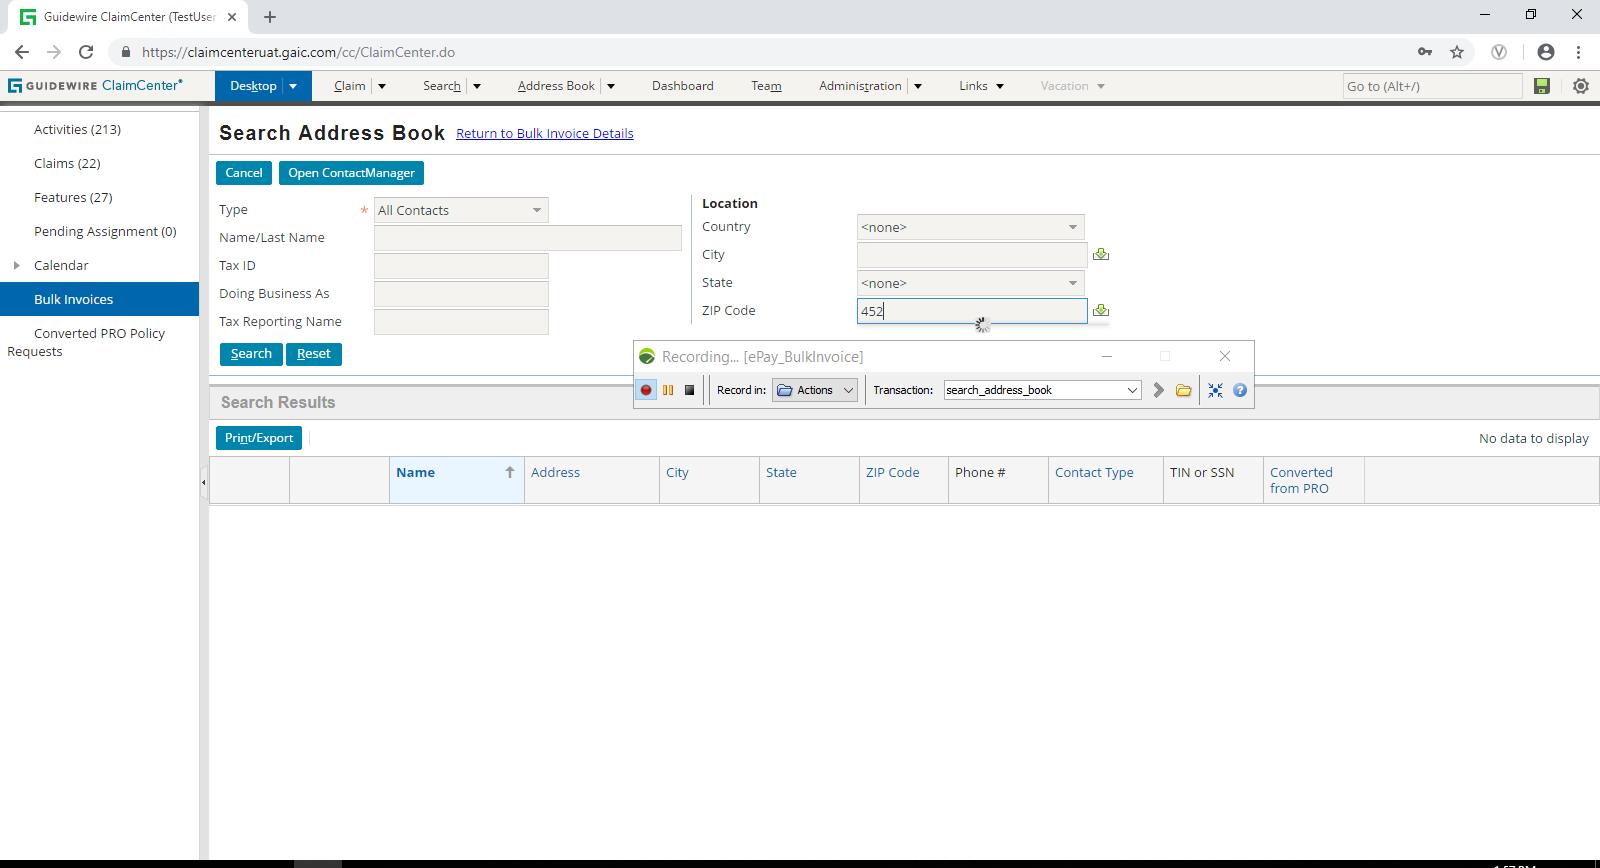 Guidewire ClaimCenter (TestUser
https://claimcenteruat.gaic.com/cc/ClaimCenter.do
GUIDEWIRE ClaimCenter®
Desktop Claim Search Address Book Dashboard Team Administration Links Vacation Go to (Alt+/)
Activities (213)
Claims (22)
Features (27)
Pending Assignment (0)
Calendar
Bulk Invoices
Converted PRO Policy
Requests
Search Address Book Return to Bulk Invoice Details
Cancel Open ContactManager
Type * All Contacts
Name/Last Name
Tax ID
Doing Business As
Tax Reporting Name
Location
Country <none>
City
State <none>
ZIP Code 452
Search Reset
Recording... [ePay_BulkInvoice]
Record in: Actions Transaction: search_address_book
Search Results
Print/Export No data to display
Name Address City State ZIP Code Phone # Contact Type TIN or SSN Converted
from PRO